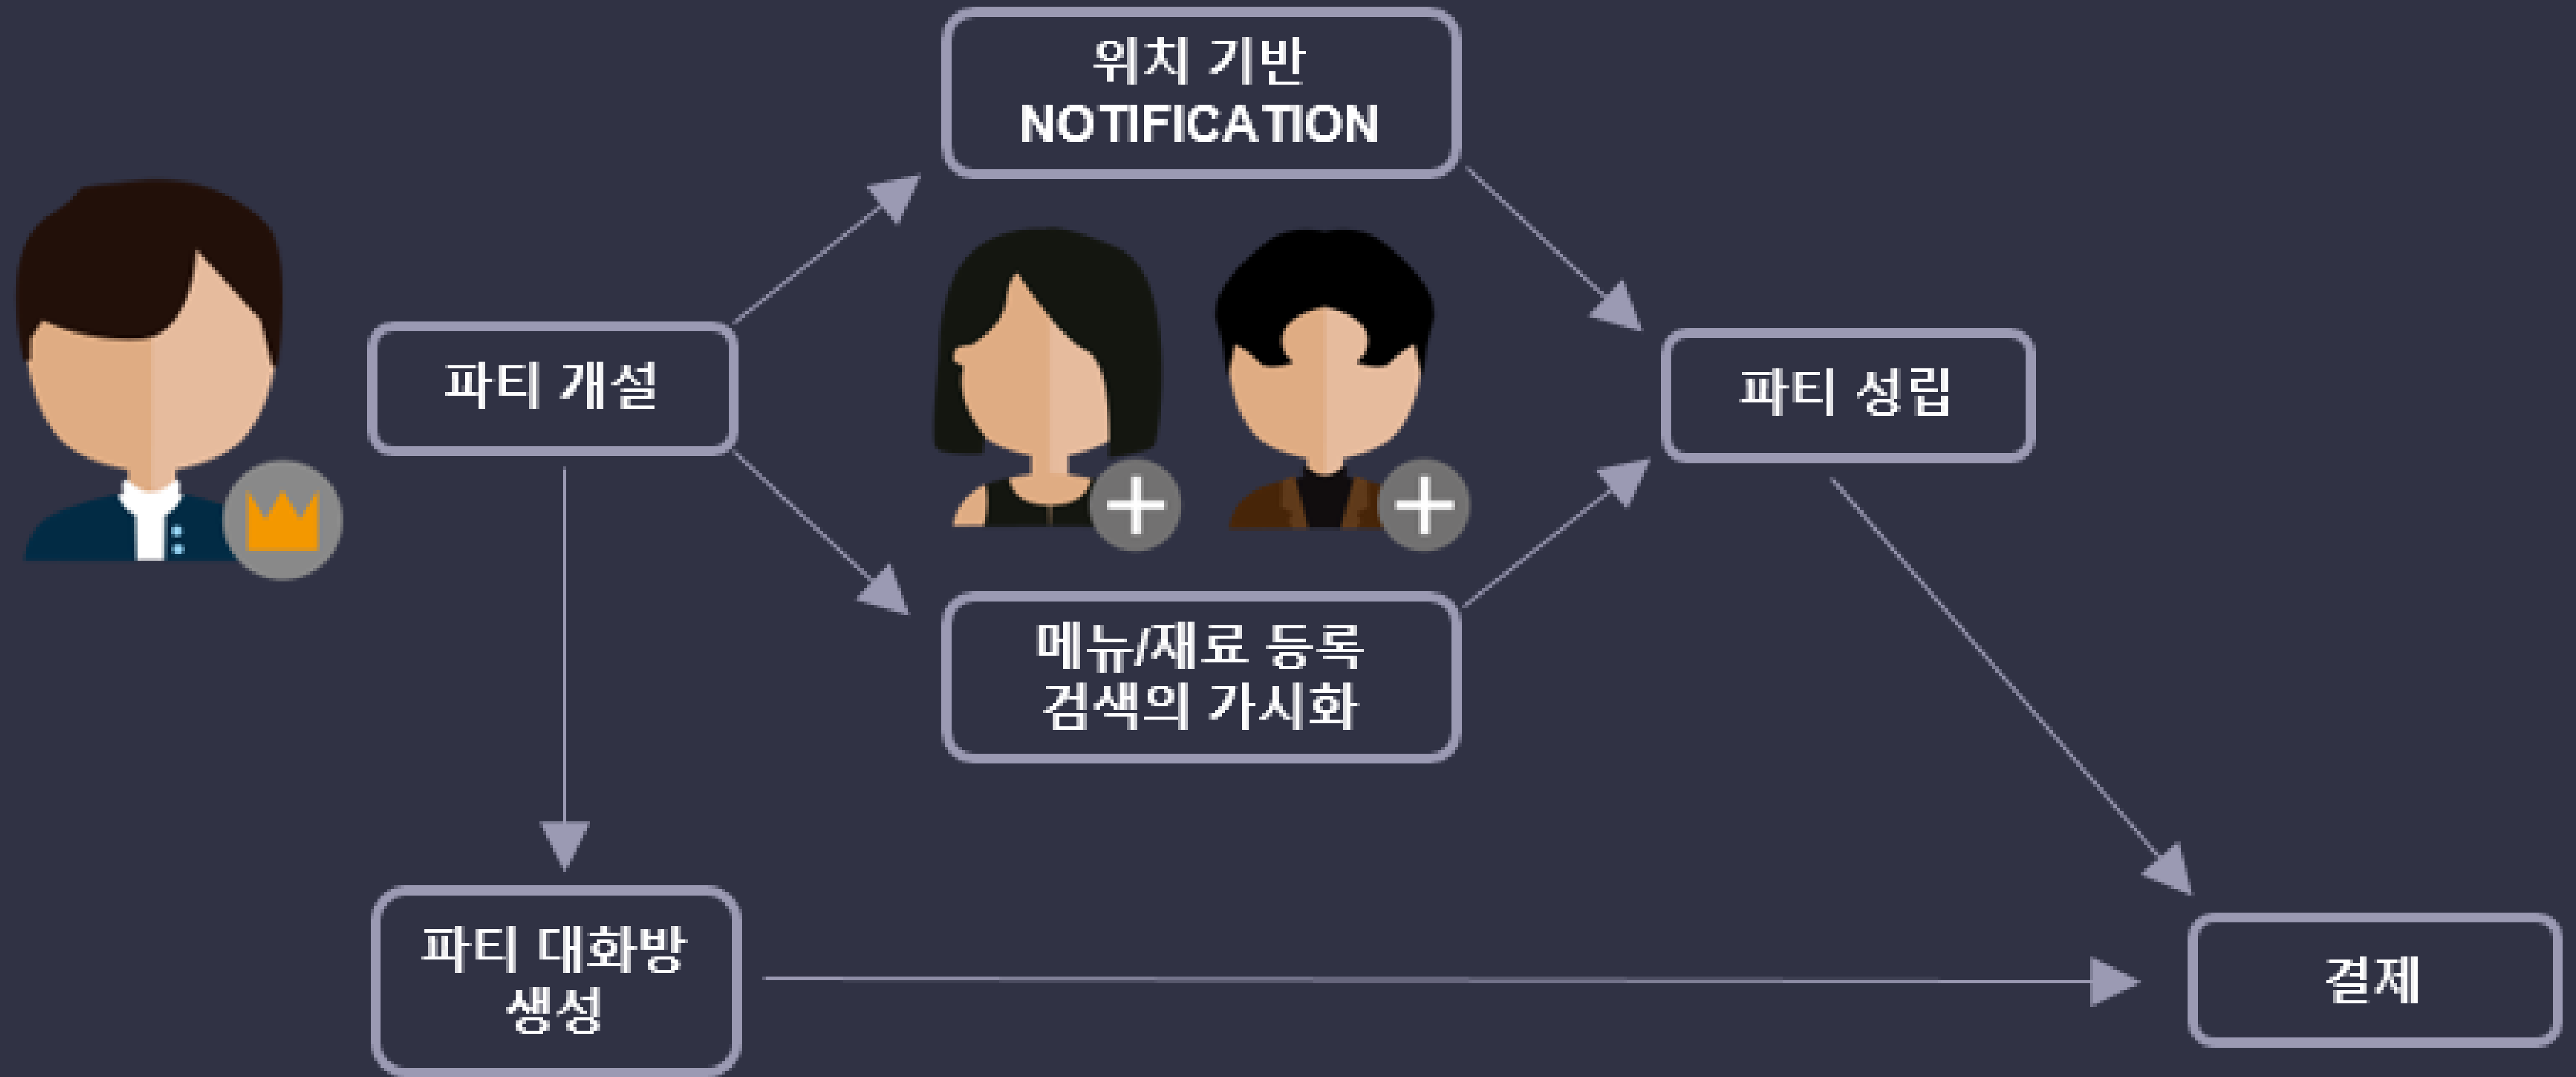 위치 기반
NOTIFICATION
파티 개설
파티 성립
메뉴/재료 등록
검색의 가시화
파티 대화방
생성
결제